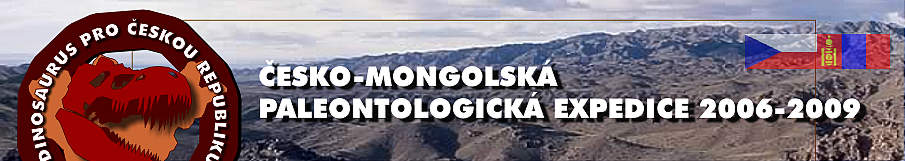 DINOSAURUS PRO ČESKOU REPUBLIKU
ČESKO-MONGOLSKÁ
PALEONTOLOGICKÁ EXPEDICE 2006-2009